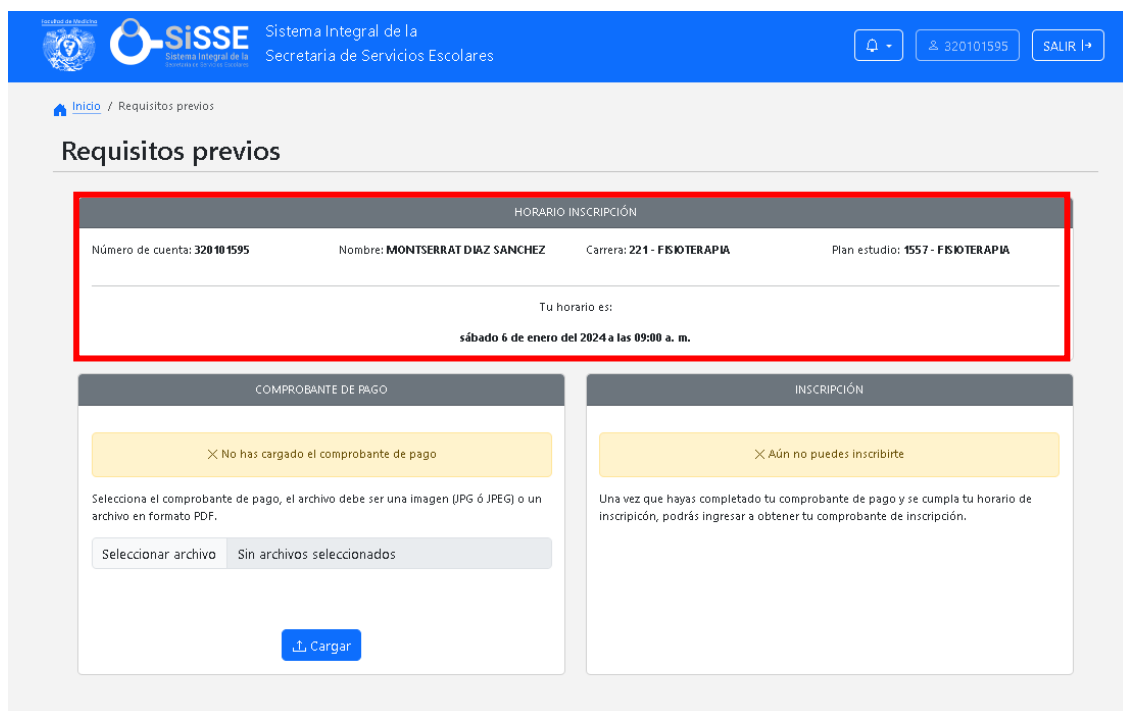 Facultad de Medicina
SiSSE
Sistema Integral de la
Secretaria de Servicios Escolares
Sistema Integral de la
Secretaria de Servicios Escolares
320101595
SALIR
Inicio / Requisitos previos
Requisitos previos
HORARIO INSCRIPCIÓN
Número de cuenta: 320101595 Nombre: MONTSERRAT DIAZ SANCHEZ Carrera: 221 - FISIOTERAPIA Plan estudio: 1557 - FISIOTERAPIA
Tu horario es:
sábado 6 de enero del 2024 a las 09:00 a. m.
COMPROBANTE DE PAGO
No has cargado el comprobante de pago
Selecciona el comprobante de pago, el archivo debe ser una imagen (JPG ó JPEG) o un
archivo en formato PDF.
Seleccionar archivo Sin archivos seleccionados
Cargar
INSCRIPCIÓN
Aún no puedes inscribirte
Una vez que hayas completado tu comprobante de pago y se cumpla tu horario de
inscripicón, podrás ingresar a obtener tu comprobante de inscripción.